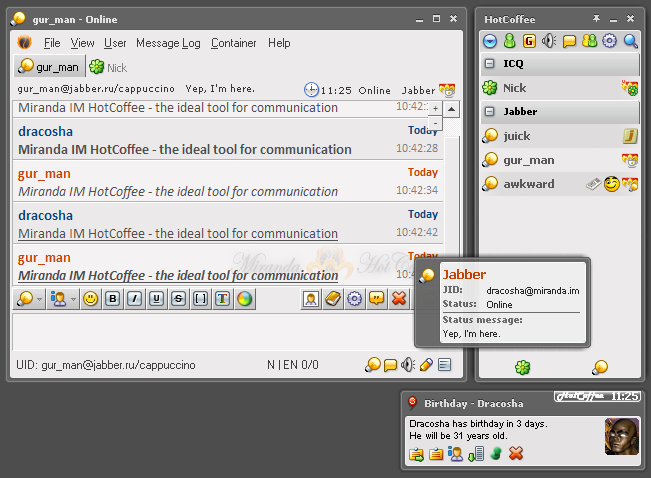 gur_man - Online
File View User Message Log Container Help
gur_man Nick
gur_man@jabber.ru/cappuccino Yep, I'm here. 11:25 Online Jabber
Miranda IM HotCoffee - the ideal tool for communication
dracosha Today
Miranda IM HotCoffee - the ideal tool for communication 10:42:28
gur_man Today
Miranda IM HotCoffee - the ideal tool for communication 10:42:34
dracosha Today
Miranda IM HotCoffee - the ideal tool for communication 10:42:42
gur_man
Miranda IM HotCoffee - the ideal tool for communication
Miranda
B I U S [·] T
UID: gur_man@jabber.ru/cappuccino N | EN 0/0
HotCoffee
ICQ
Nick
Jabber
juick
gur_man
awkward
Jabber
JID: dracosha@miranda.im
Status: Online
Status message:
Yep, I'm here.
HotCoffee 11:25
Birthday - Dracosha
Dracosha has birthday in 3 days.
He will be 31 years old.